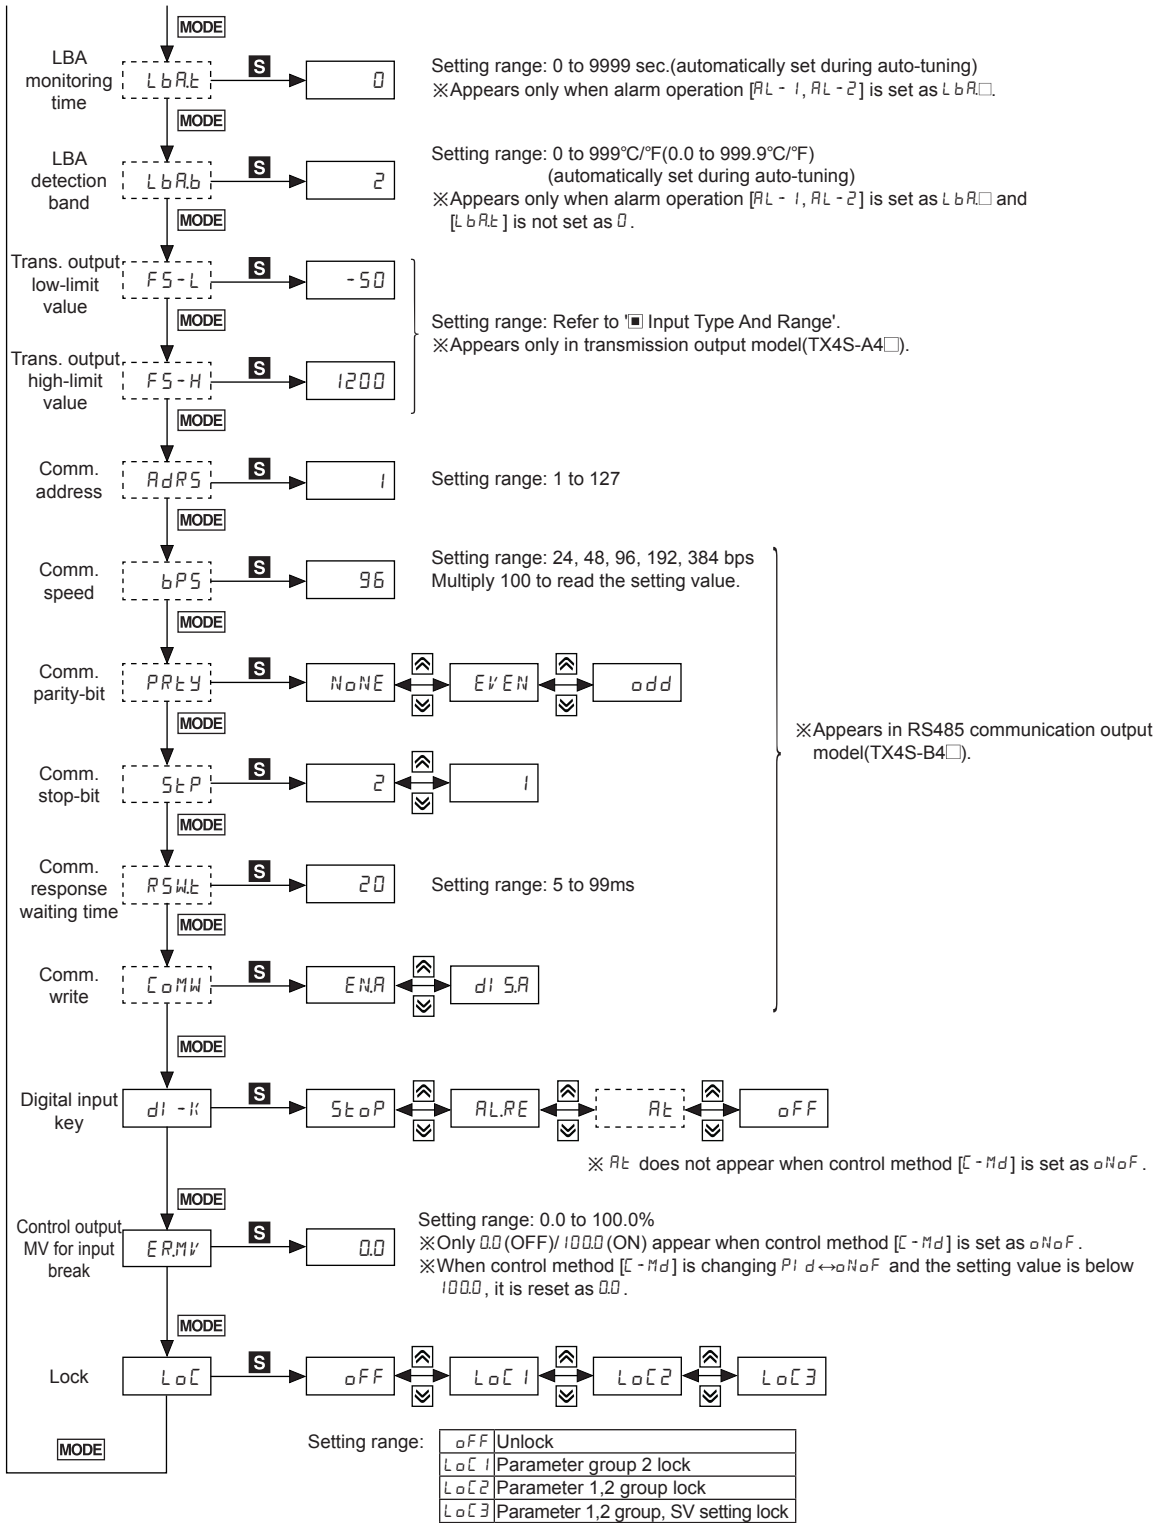 MODE
LBA
monitoring
time
LbA.t
S
0
Setting range: 0 to 9999 sec.(automatically set during auto-tuning)
※Appears only when alarm operation [AL-1, AL-2] is set as LbA.□.
MODE
LBA
detection
band
LbA.b
S
2
Setting range: 0 to 999℃/℉(0.0 to 999.9℃/℉)
(automatically set during auto-tuning)
※Appears only when alarm operation [AL-1, AL-2] is set as LbA.□ and
[LbA.t] is not set as 0.
MODE
Trans. output
low-limit
value
FS-L
S
-50
MODE
Setting range: Refer to '▣ Input Type And Range'.
※Appears only in transmission output model(TX4S-A4□).
Trans. output
high-limit
value
FS-H
S
1200
MODE
Comm.
address
AdRS
S
1
Setting range: 1 to 127
MODE
Comm.
speed
bPS
S
96
Setting range: 24, 48, 96, 192, 384 bps
Multiply 100 to read the setting value.
MODE
Comm.
parity-bit
PRtY
S
NoNE
EVEN
odd
MODE
※Appears in RS485 communication output
model(TX4S-B4□).
Comm.
stop-bit
StP
S
2
1
MODE
Comm.
response
waiting time
RSW.t
S
20
Setting range: 5 to 99ms
MODE
Comm.
write
CoMW
S
EN.A
dIS.A
MODE
Digital input
key
dI-K
S
StoP
AL.RE
At
oFF
※ At does not appear when control method [C-Md] is set as oNoF.
MODE
Control output
MV for input
break
ER.MV
S
0.0
Setting range: 0.0 to 100.0%
※Only 0.0(OFF)/100.0(ON) appear when control method [C-Md] is set as oNoF.
※When control method [C-Md] is changing PId↔oNoF and the setting value is below
100.0, it is reset as 0.0.
MODE
Lock
LoC
S
oFF
LoC1
LoC2
LoC3
MODE
Setting range:
oFF Unlock
LoC1 Parameter group 2 lock
LoC2 Parameter 1,2 group lock
LoC3 Parameter 1,2 group, SV setting lock